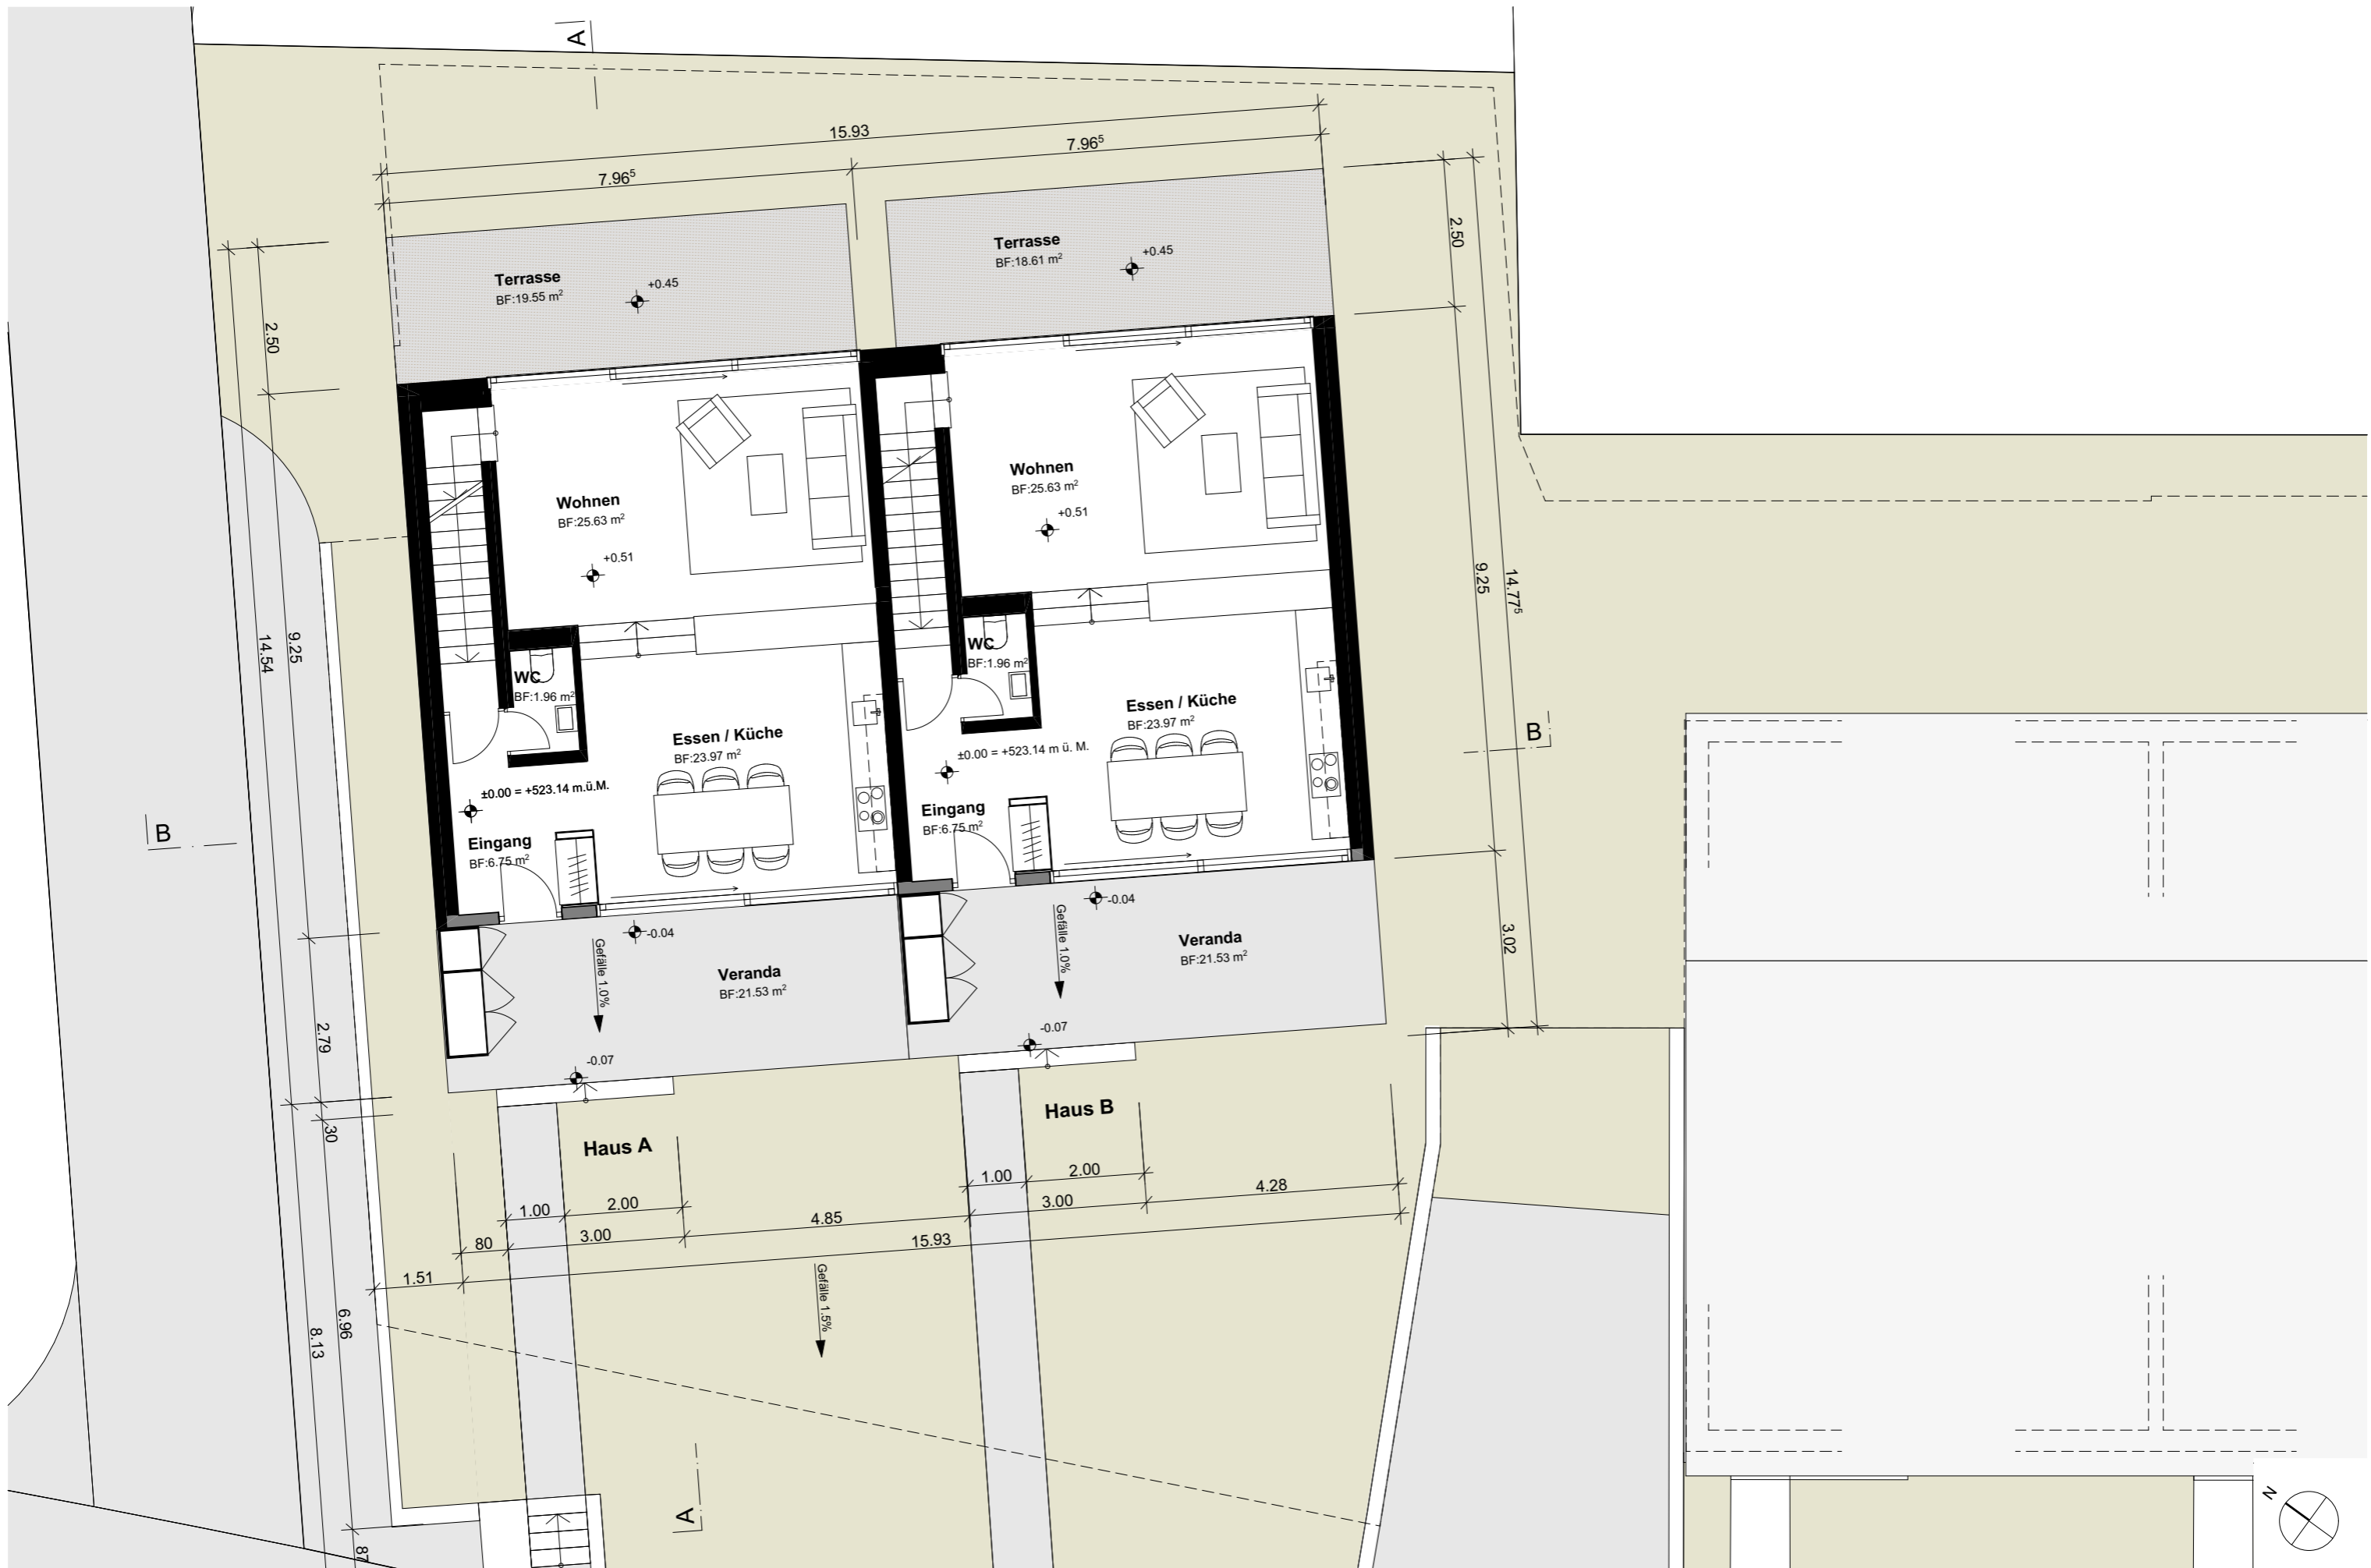 A
15.93
7.96⁵
7.96⁵
2.50
2.50
Terrasse
BF:19.55 m²
+0.45
Terrasse
BF:18.61 m²
+0.45
Wohnen
BF:25.63 m²
+0.51
Wohnen
BF:25.63 m²
+0.51
14.54
9.25
9.25
14.77⁵
WC
BF:1.96 m²
WC
BF:1.96 m²
Essen / Küche
BF:23.97 m²
Essen / Küche
BF:23.97 m²
±0.00 = +523.14 m.ü.M.
±0.00 = +523.14 m ü. M.
B
B
Eingang
BF:6.75 m²
Eingang
BF:6.75 m²
-0.04
-0.04
Gefälle 1.0%
Gefälle 1.0%
Veranda
BF:21.53 m²
Veranda
BF:21.53 m²
3.02
2.79
30
-0.07
-0.07
Haus A
Haus B
1.00
2.00
1.00
2.00
80
3.00
4.85
3.00
4.28
15.93
1.51
Gefälle 1.5%
6.96
8.13
87
A
N